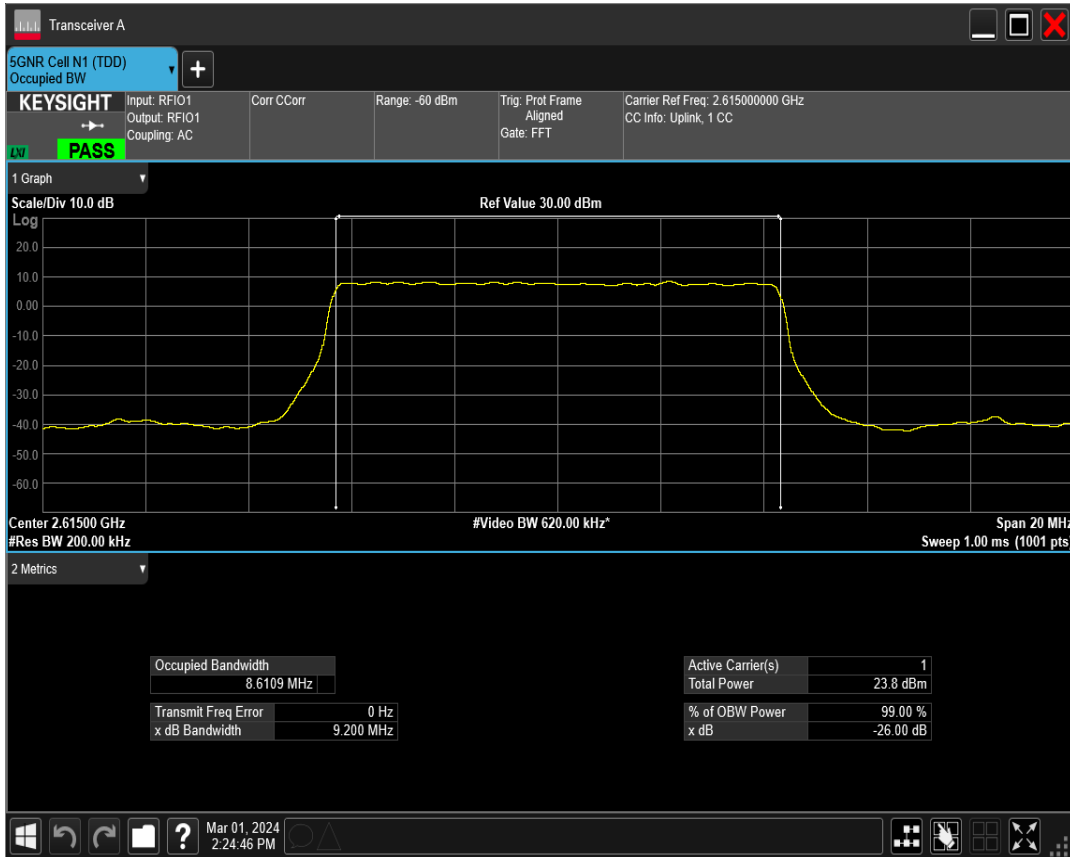 Transceiver A
5GNR Cell N1 (TDD)
Occupied BW
+
KEYSIGHT
LXI
PASS
Input: RFIO1
Output: RFIO1
Coupling: AC
Corr CCorr
Range: -60 dBm
Trig: Prot Frame
Aligned
Gate: FFT
Carrier Ref Freq: 2.615000000 GHz
CC Info: Uplink, 1 CC
1 Graph
Scale/Div 10.0 dB
Ref Value 30.00 dBm
Log
20.0
10.0
0.00
-10.0
-20.0
-30.0
-40.0
-50.0
-60.0
Center 2.61500 GHz
#Video BW 620.00 kHz*
Span 20 MHz
#Res BW 200.00 kHz
Sweep 1.00 ms (1001 pts)
2 Metrics
Occupied Bandwidth
8.6109 MHz
Transmit Freq Error 0 Hz
x dB Bandwidth 9.200 MHz
Active Carrier(s) 1
Total Power 23.8 dBm
% of OBW Power 99.00 %
x dB -26.00 dB
?
Mar 01, 2024
2:24:46 PM